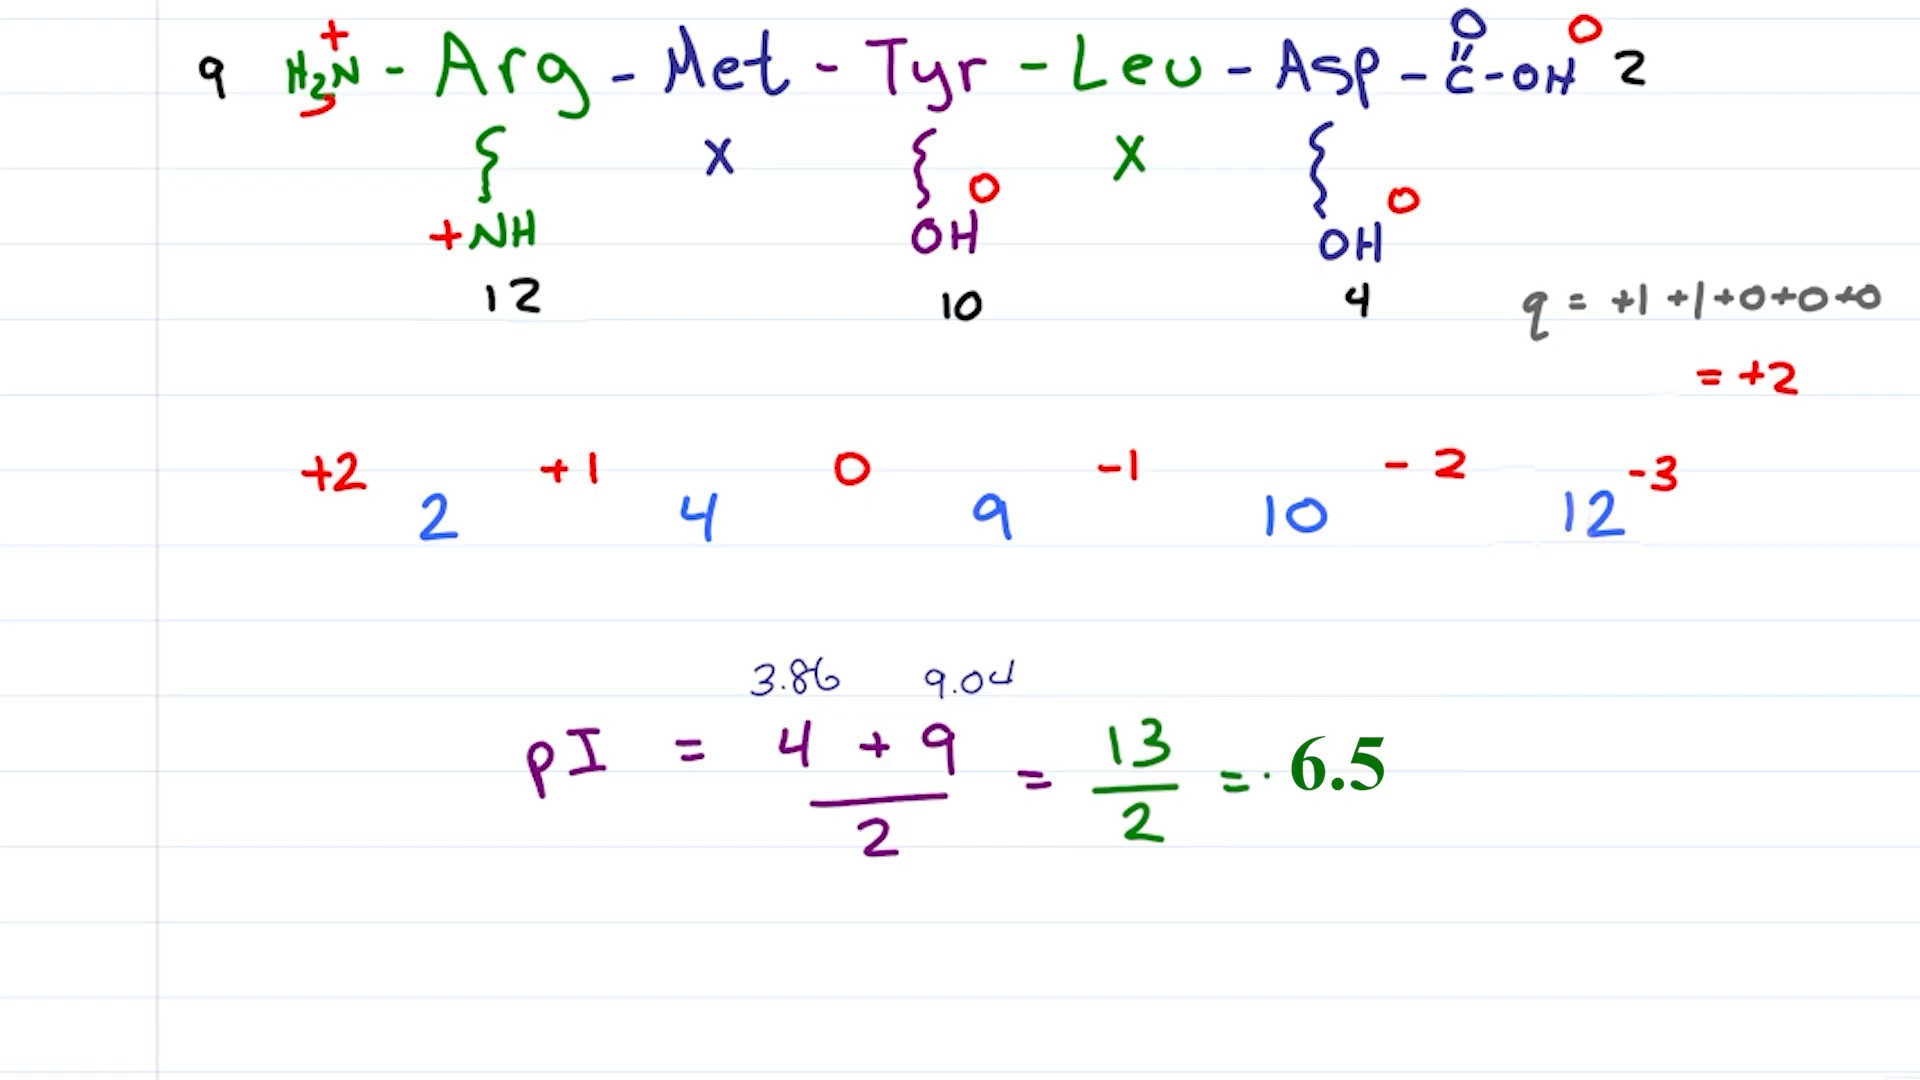 9 H₃N⁺ - Arg - Met - Tyr - Leu - Asp - C - OH 2
O O
X X
O O
+NH OH OH
12 10 4 q = +1 +1 +0+0+0
= +2
+2 +1 0 -1 -2 -3
2 4 9 10 12
3.86 9.04
pI = 4 + 9 = 13 = 6.5
2 2